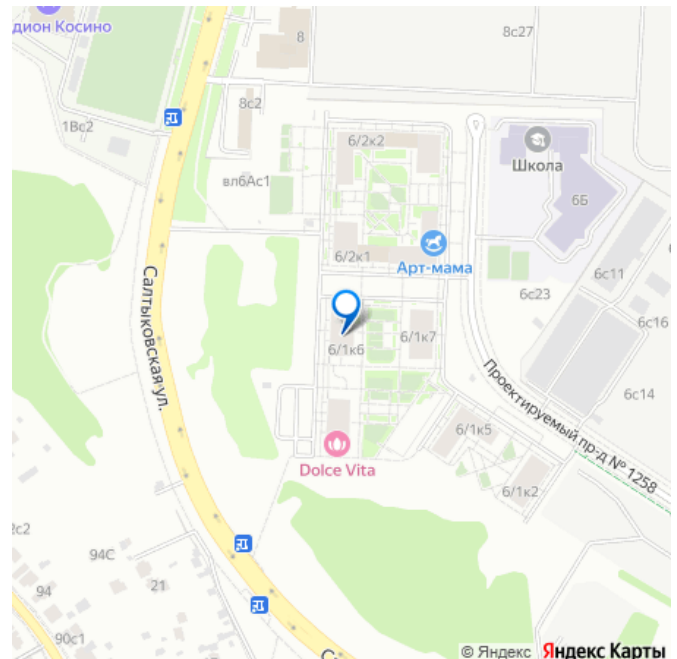 дион Косино
8
8с27
8с2
1Вс2
6/2к2
Школа
6Б
вл6Ас1
6/2к1
Арт-мама
6с11
6с23
6с16
Салтыковская ул.
6/1к6
6/1к7
6с14
Проектируемый пр-д № 1258
6/1к5
Dolce Vita
6/1к2
94С
94
21
90с1
© Яндекс Яндекс Карты